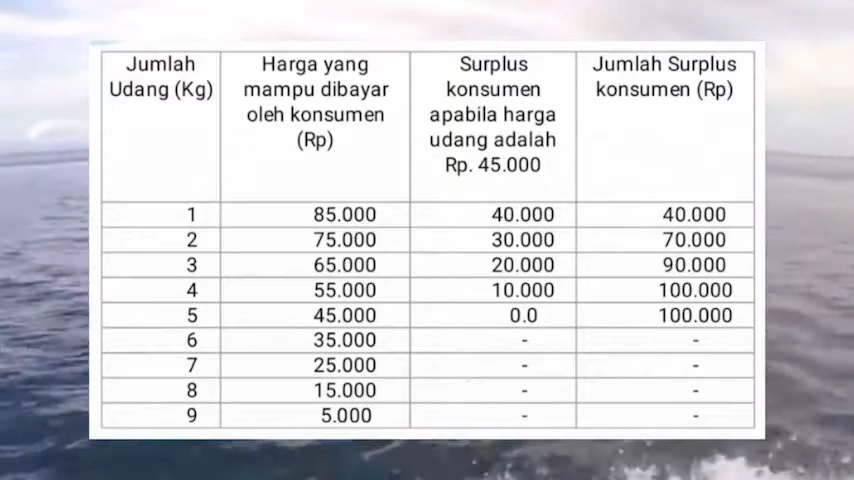 Jumlah Udang (Kg) | Harga yang mampu dibayar oleh konsumen (Rp) | Surplus konsumen apabila harga udang adalah Rp. 45.000 | Jumlah Surplus konsumen (Rp)
1 | 85.000 | 40.000 | 40.000
2 | 75.000 | 30.000 | 70.000
3 | 65.000 | 20.000 | 90.000
4 | 55.000 | 10.000 | 100.000
5 | 45.000 | 0.0 | 100.000
6 | 35.000 | - | -
7 | 25.000 | - | -
8 | 15.000 | - | -
9 | 5.000 | - | -